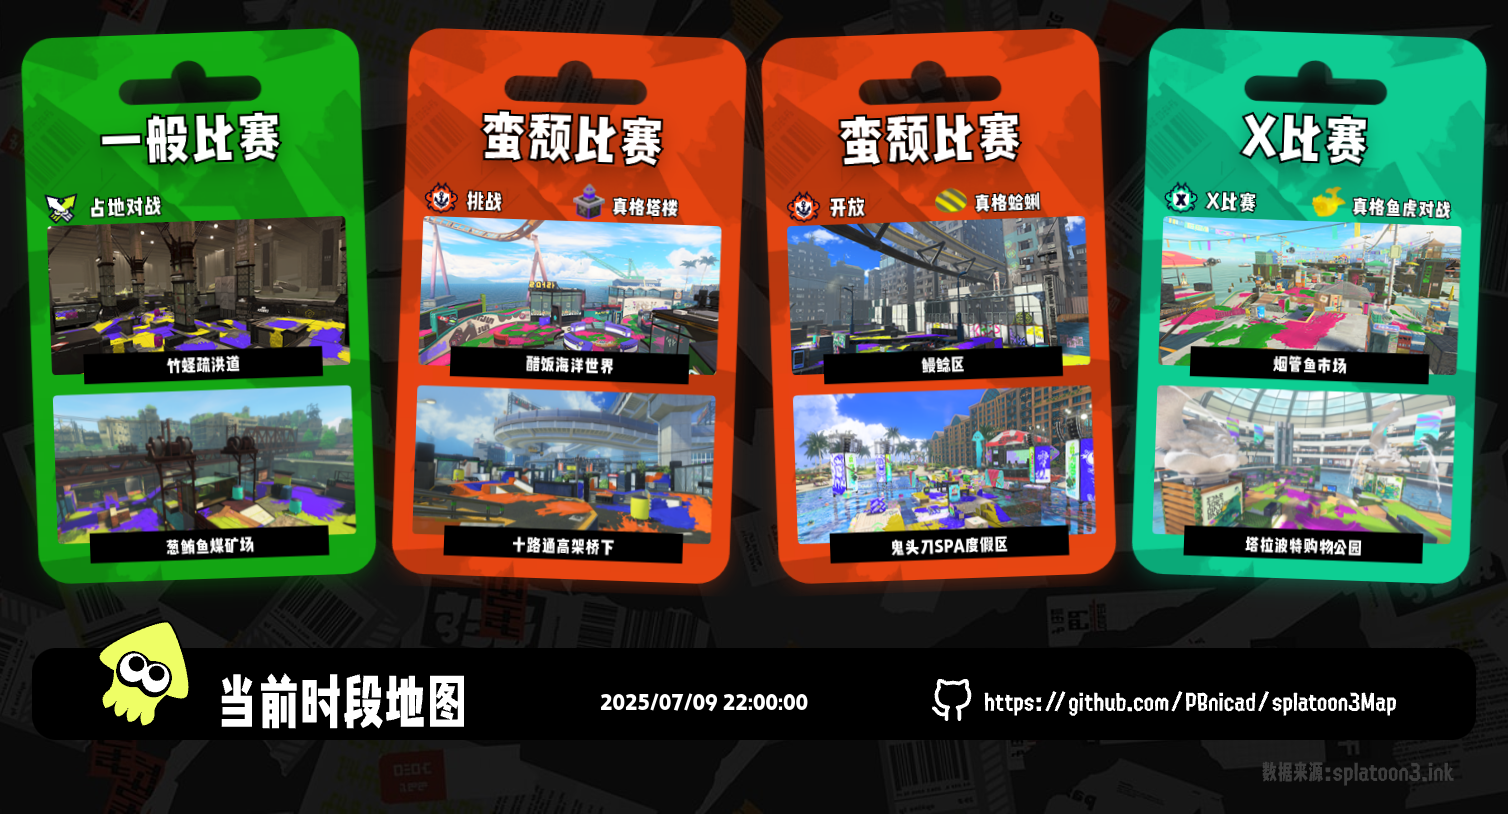 一般比赛
占地对战
竹蛏疏洪道
葱鲔鱼煤矿场
蛮颓比赛
挑战
真格塔楼
醋饭海洋世界
十路通高架桥下
蛮颓比赛
开放
真格蛤蜊
鳗鲶区
鬼头刀SPA度假区
X比赛
X比赛
真格鱼虎对战
烟管鱼市场
塔拉波特购物公园
当前时段地图
2025/07/09 22:00:00
https://github.com/PBnicad/splatoon3Map
数据来源:splatoon3.ink